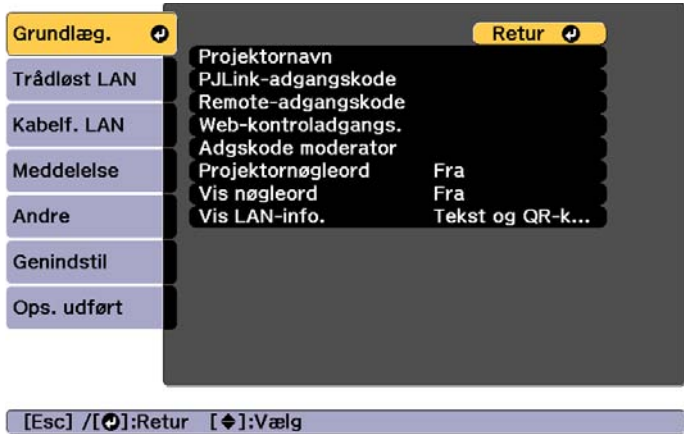 Grundlæg.
Retur
Projektornavn
Trådløst LAN
PJLink-adgangskode
Remote-adgangskode
Kabelf. LAN
Web-kontroladgangs.
Adgskode moderator
Meddelelse
Projektornøgleord Fra
Vis nøgleord Fra
Andre
Vis LAN-info. Tekst og QR-k...
Genindstil
Ops. udført
[Esc] /[⏎]:Retur [♦]:Vælg